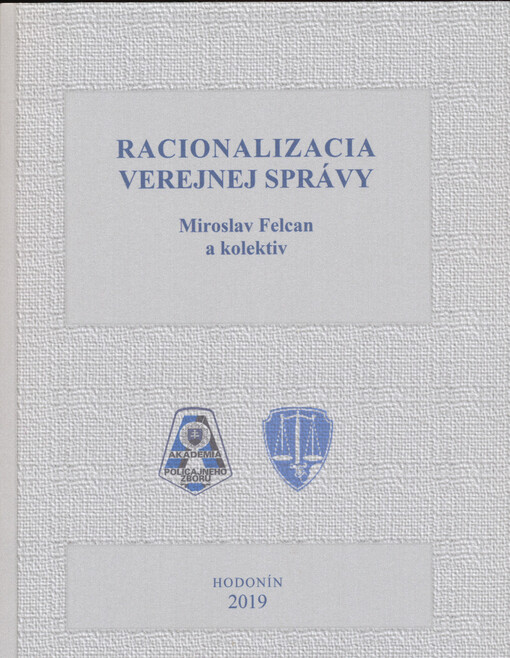 RACIONALIZACIA
VEREJNEJ SPRÁVY
Miroslav Felcan
a kolektiv
AKADÉMIA
POLICAJNÉHO
ZBORU
HODONÍN
2019